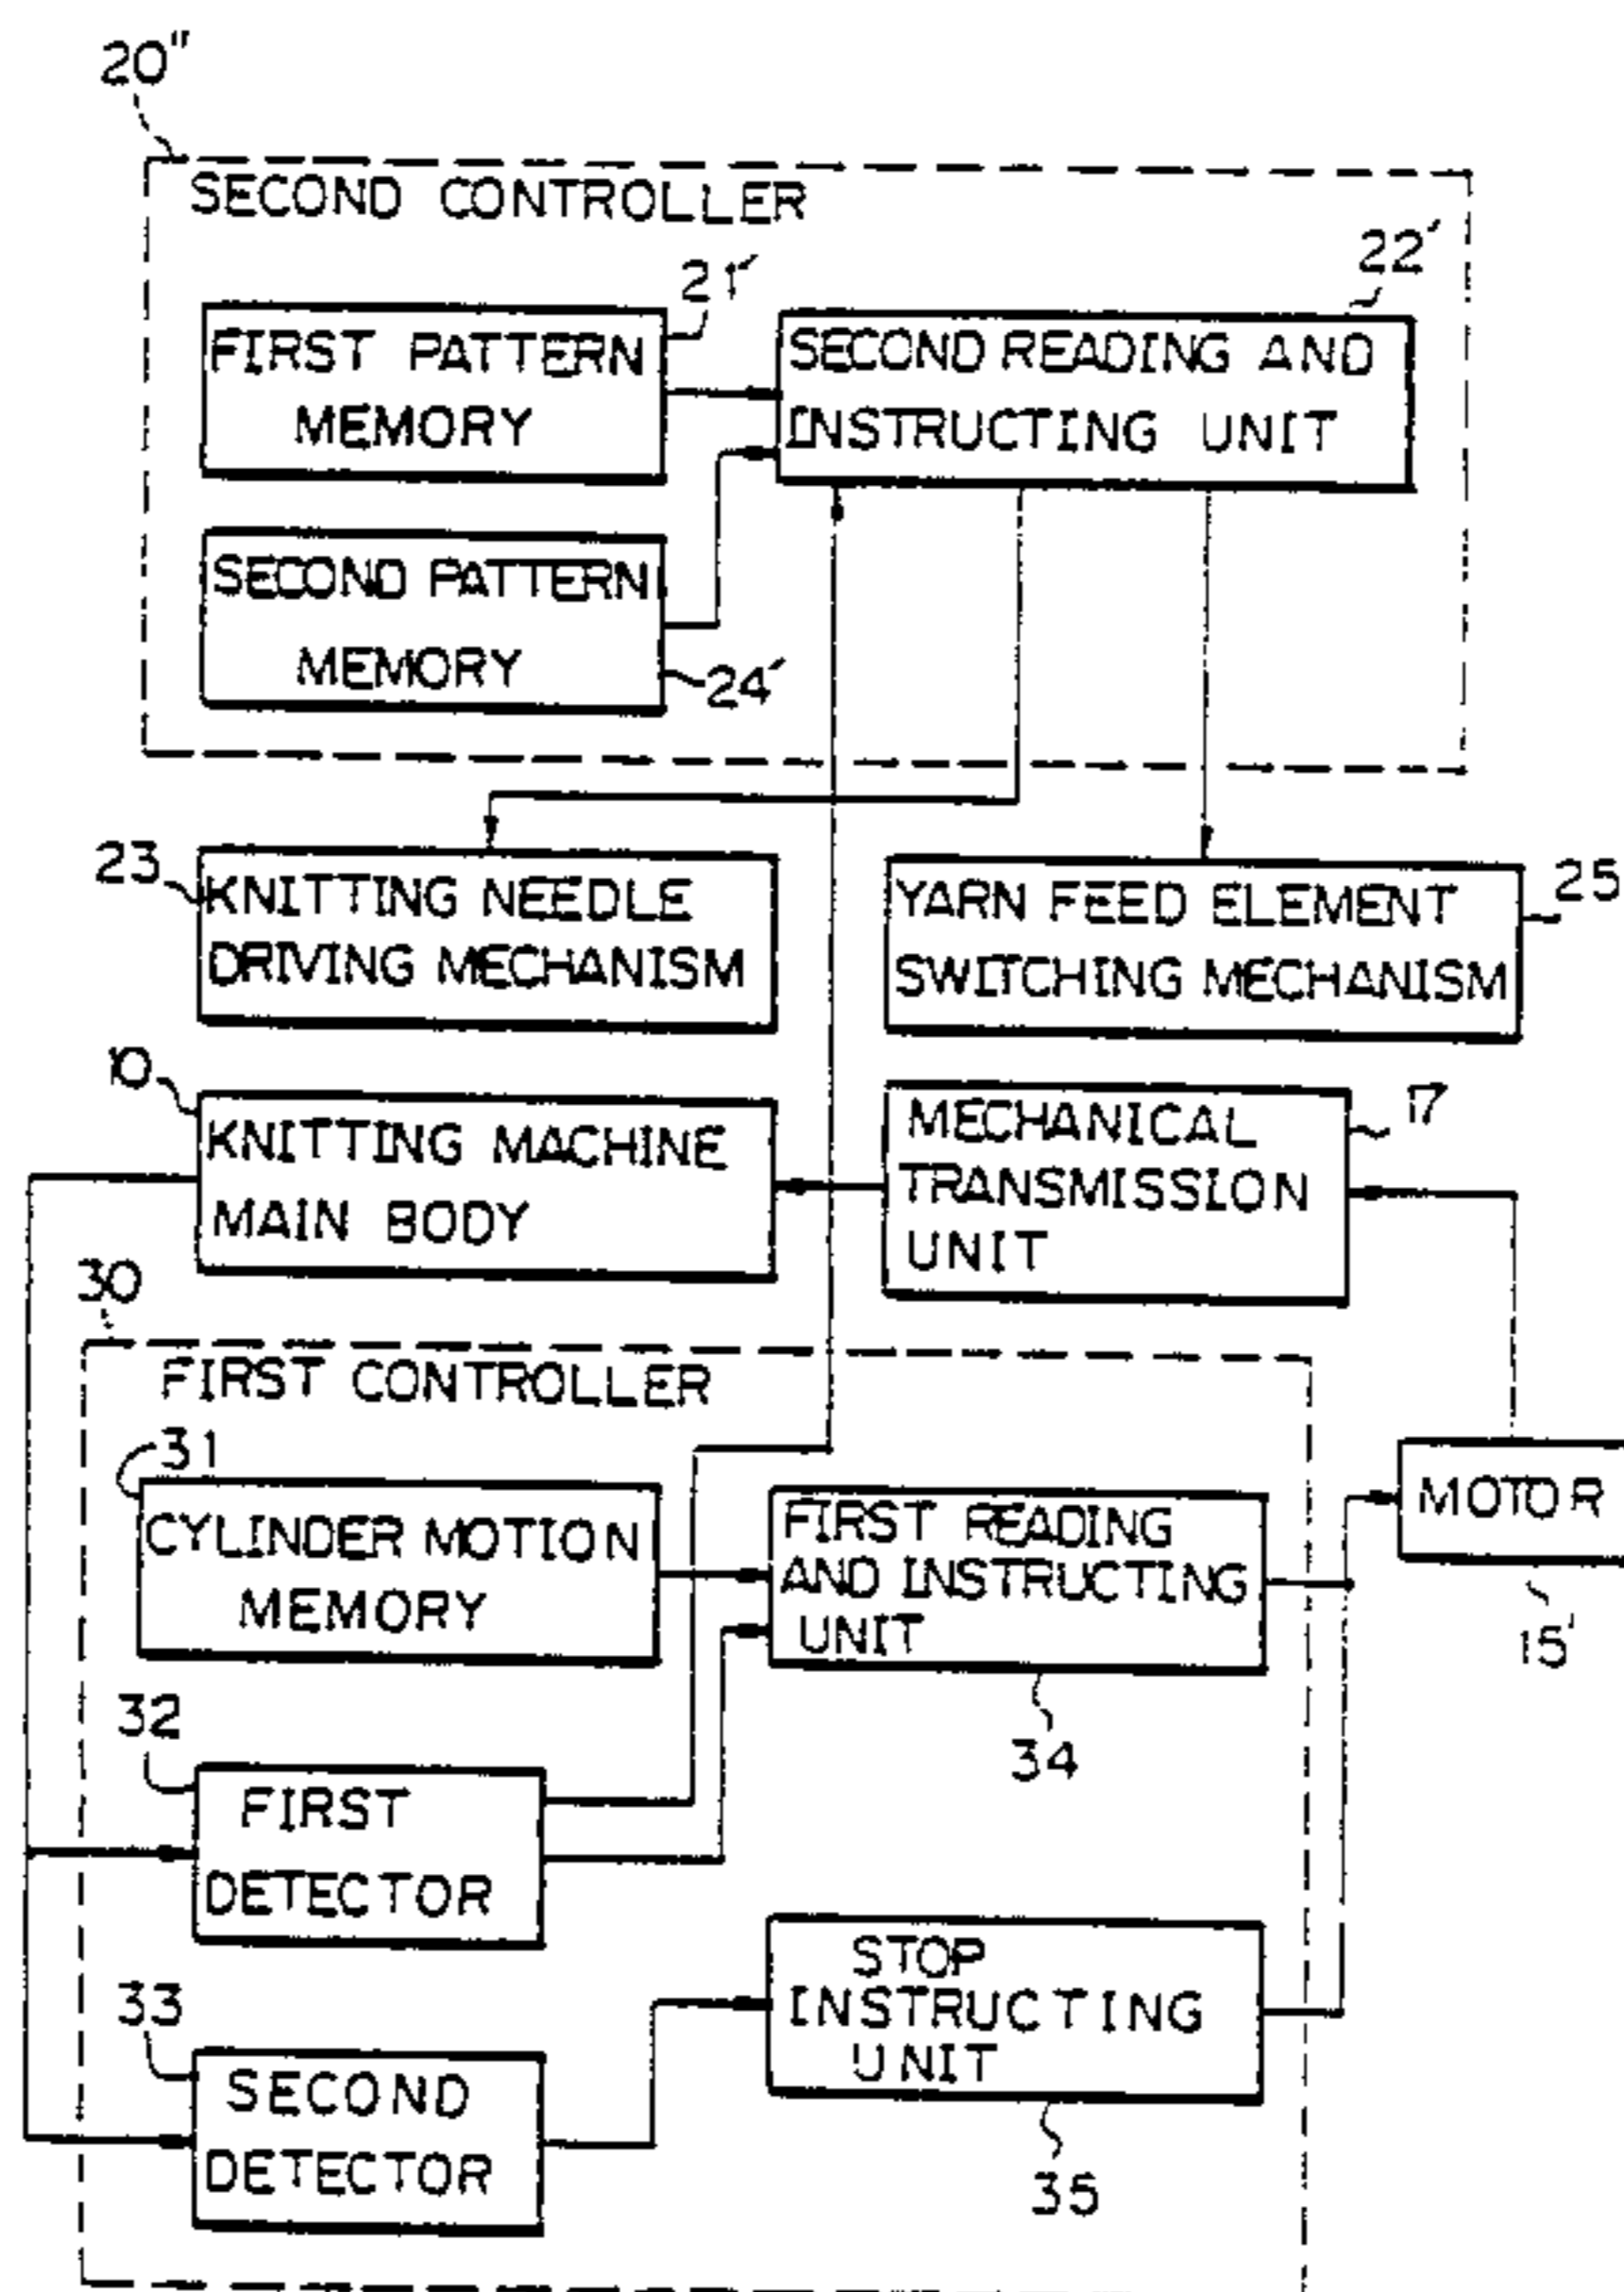 20"
SECOND CONTROLLER
21'
22'
FIRST PATTERN
MEMORY
SECOND READING AND
INSTRUCTING UNIT
SECOND PATTERN
MEMORY
24'
23
KNITTING NEEDLE
DRIVING MECHANISM
YARN FEED ELEMENT
SWITCHING MECHANISM
25
10
KNITTING MACHINE
MAIN BODY
MECHANICAL
TRANSMISSION
UNIT
17
30
FIRST CONTROLLER
31
CYLINDER MOTION
MEMORY
FIRST READING
AND INSTRUCTING
UNIT
34
MOTOR
15'
32
FIRST
DETECTOR
33
SECOND
DETECTOR
STOP
INSTRUCTING
UNIT
35